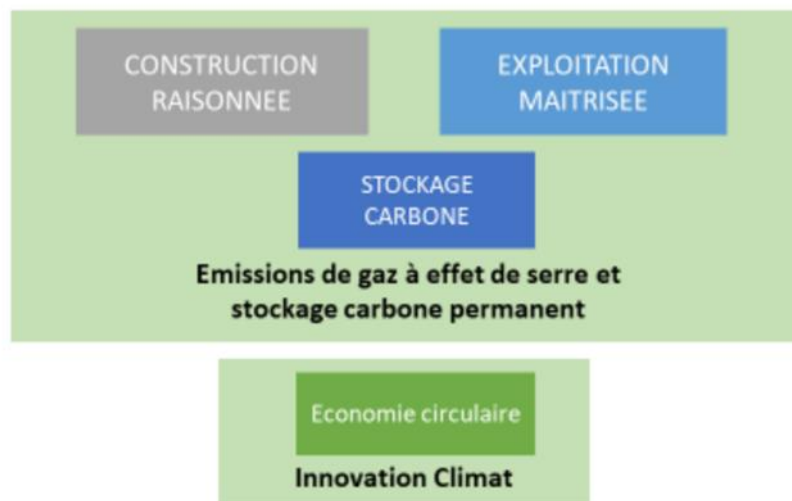 CONSTRUCTION
RAISONNEE
EXPLOITATION
MAITRISEE
STOCKAGE
CARBONE
Emissions de gaz à effet de serre et
stockage carbone permanent
Economie circulaire
Innovation Climat